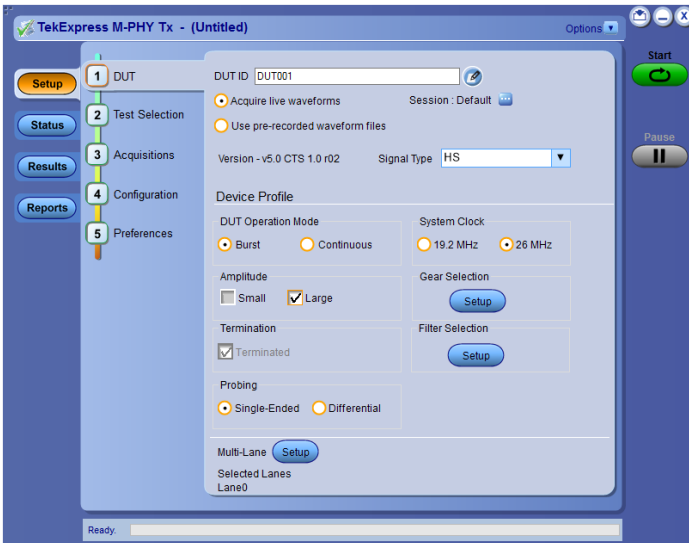 TekExpress M-PHY Tx - (Untitled)
Options
Start
Pause
Setup
Status
Results
Reports
1 DUT
2 Test Selection
3 Acquisitions
4 Configuration
5 Preferences
DUT ID DUT001
Acquire live waveforms Session : Default
Use pre-recorded waveform files
Version - v5.0 CTS 1.0 r02 Signal Type HS
Device Profile
DUT Operation Mode
Burst Continuous
System Clock
19.2 MHz 26 MHz
Amplitude
Small Large
Gear Selection
Setup
Termination
Terminated
Filter Selection
Setup
Probing
Single-Ended Differential
Multi-Lane Setup
Selected Lanes
Lane0
Ready.